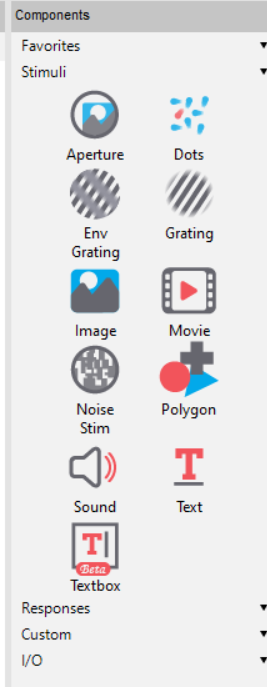 Components
Favorites
Stimuli
Aperture
Dots
Env
Grating
Grating
Image
Movie
Noise
Stim
Polygon
Sound
T
Text
T
Beta
Textbox
Responses
Custom
I/O